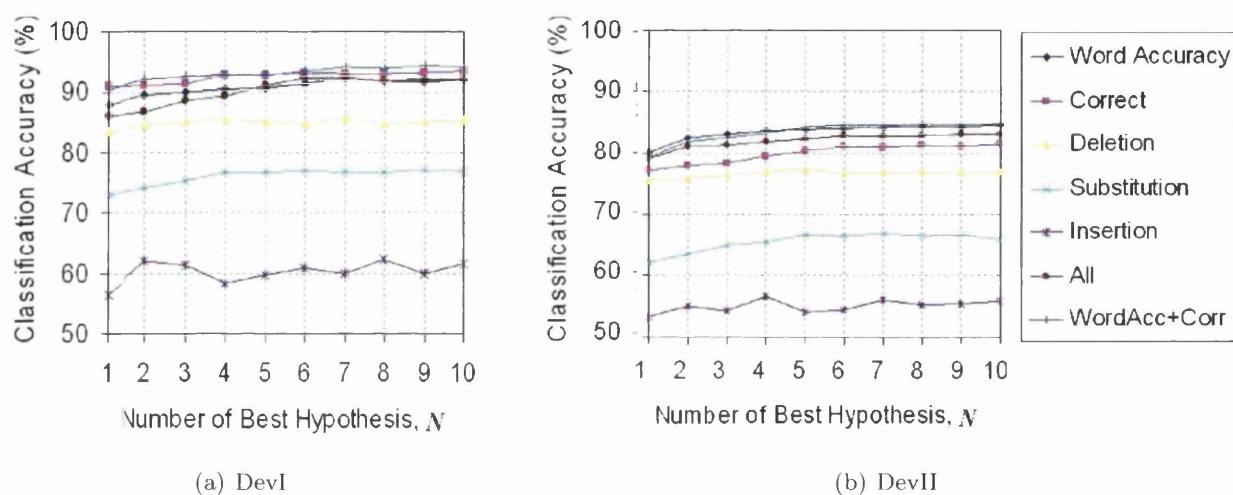 Classification Accuracy (%)
100
90
80
70
60
50
1 2 3 4 5 6 7 8 9 10
Number of Best Hypothesis, N
(a) DevI
Classification Accuracy (%)
100
90
80
70
60
50
1 2 3 4 5 6 7 8 9 10
Number of Best Hypothesis, N
(b) DevII
Word Accuracy
Correct
Deletion
Substitution
Insertion
All
WordAcc+Corr